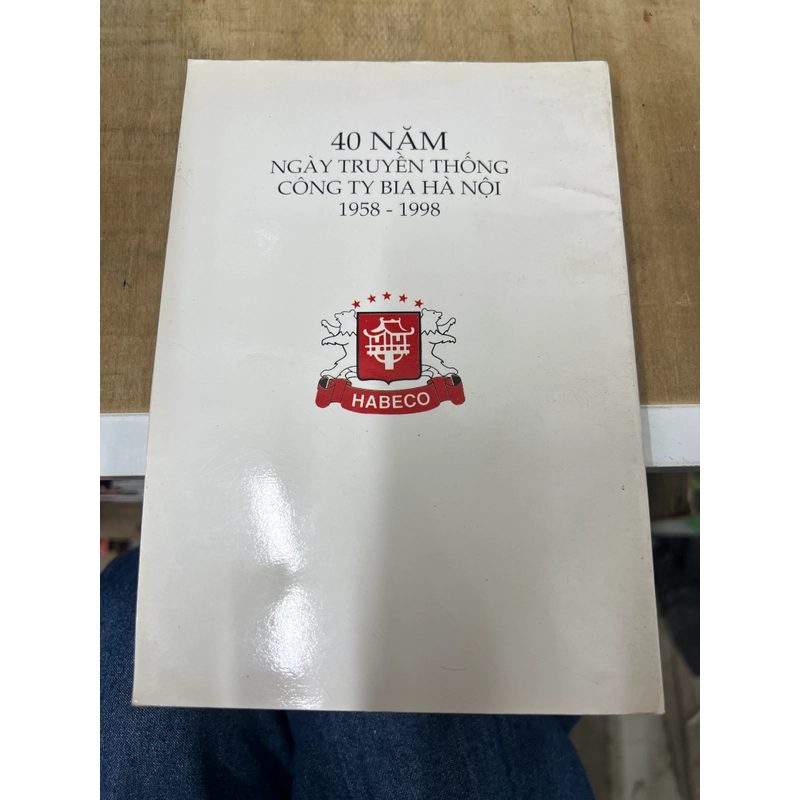 40 NĂM
NGÀY TRUYỀN THỐNG
CÔNG TY BIA HÀ NỘI
1958 - 1998
HABECO